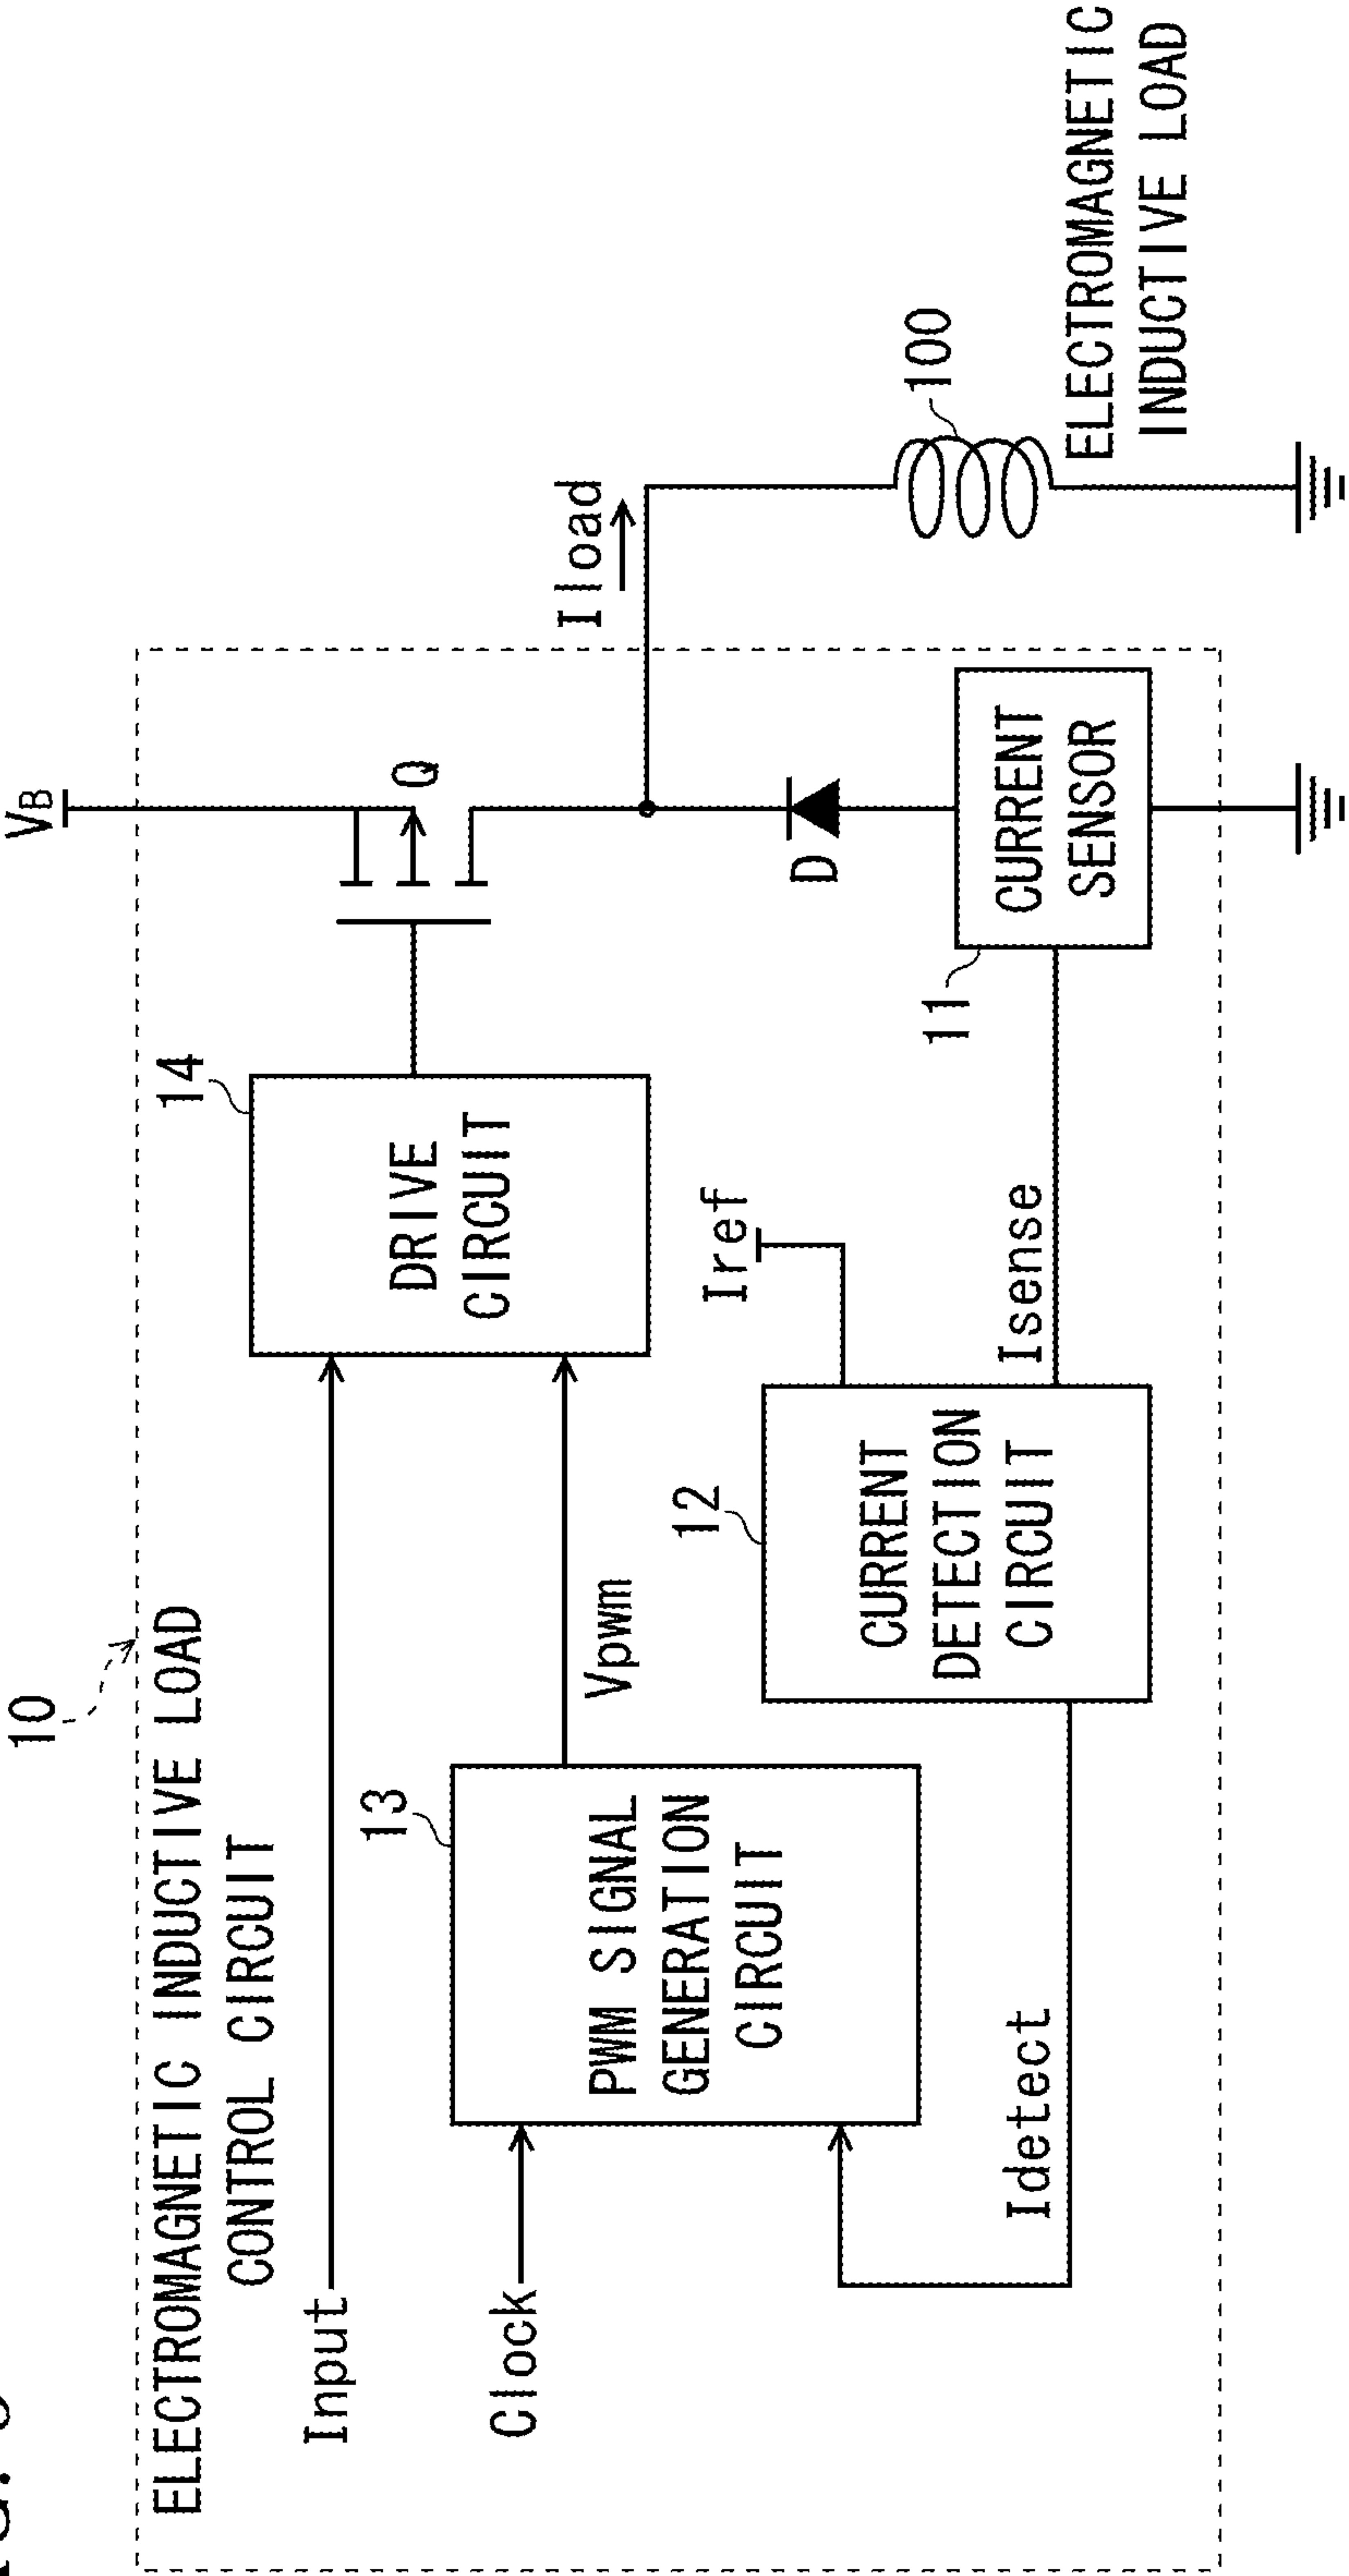 10
VB
ELECTROMAGNETIC INDUCTIVE LOAD
CONTROL CIRCUIT
Input
14
DRIVE
CIRCUIT
Q
Clock
13
PWM SIGNAL
GENERATION
CIRCUIT
Vpwm
Iload
Iref
12
CURRENT
DETECTION
CIRCUIT
Idetect
Isense
D
11
CURRENT
SENSOR
100
ELECTROMAGNETIC
INDUCTIVE LOAD